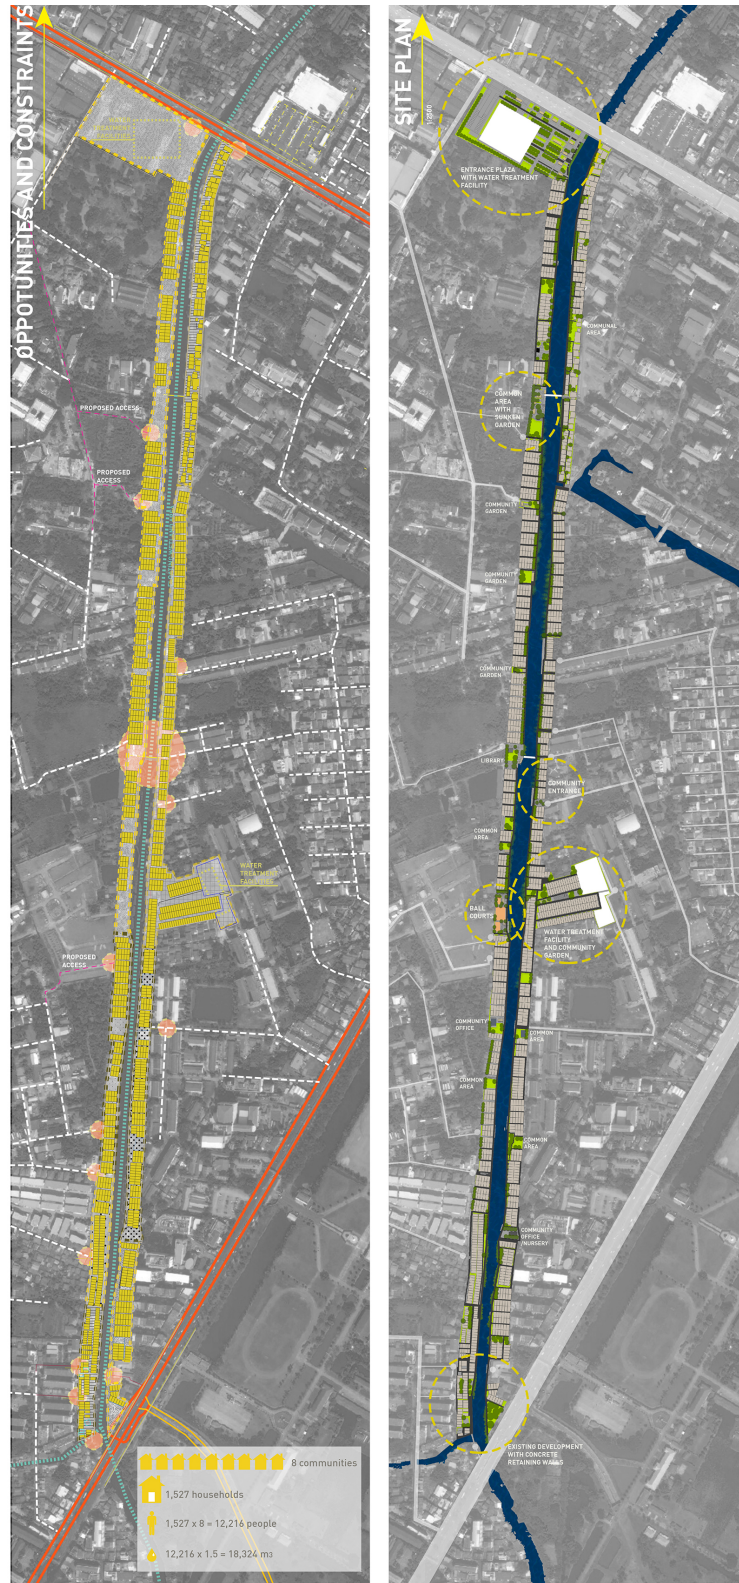 OPPOTUNITIES AND CONSTRAINTS
WATER
TREATMENT
FACILITIES
PROPOSED ACCESS
PROPOSED
ACCESS
WATER
TREATMENT
FACILITIES
PROPOSED
ACCESS
8 communities
1,527 households
1,527 x 8 = 12,216 people
12,216 x 1.5 = 18,324 m3
SITE PLAN
ENTRANCE PLAZA
WITH WATER TREATMENT
FACILITY
COMMUNAL
AREA
COMMON
AREA
WITH
SUNKEN
GARDEN
COMMUNITY
GARDEN
COMMUNITY
GARDEN
COMMUNITY
GARDEN
LIBRARY
COMMUNITY
ENTRANCE
COMMON
AREA
BALL
COURTS
WATER TREATMENT
FACILITY
AND COMMUNITY
GARDEN
COMMUNITY
OFFICE
COMMON
AREA
COMMON
AREA
COMMON
AREA
COMMUNITY
OFFICE
/NURSERY
EXISTING DEVELOPMENT
WITH CONCRETE
RETAINING WALLS